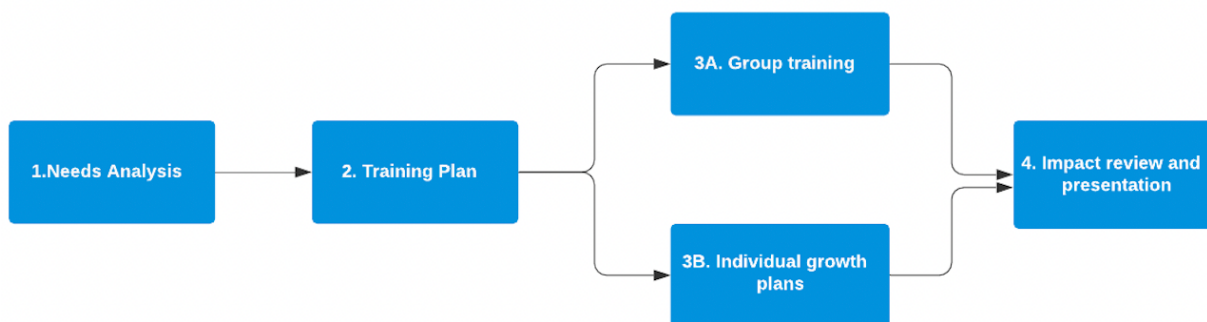 1.Needs Analysis
2. Training Plan
3A. Group training
3B. Individual growth
plans
4. Impact review and
presentation